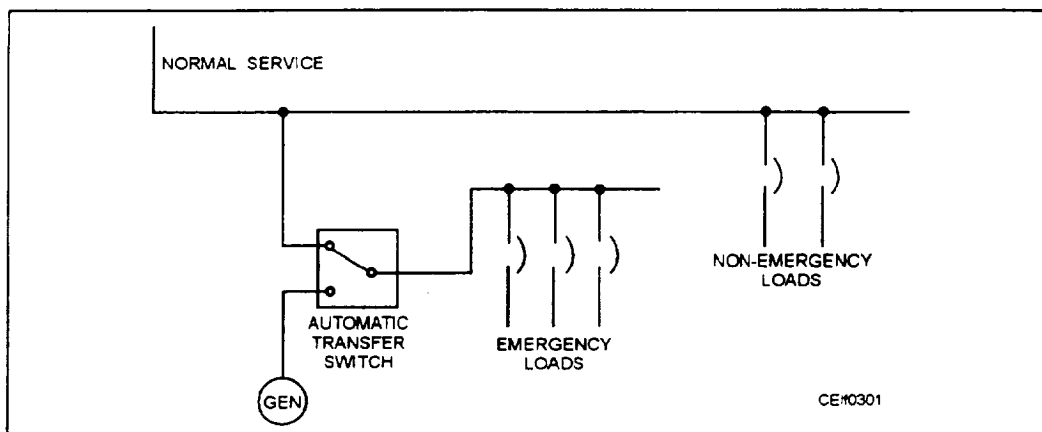 NORMAL SERVICE
NON-EMERGENCY
LOADS
AUTOMATIC
TRANSFER
SWITCH
EMERGENCY
LOADS
GEN